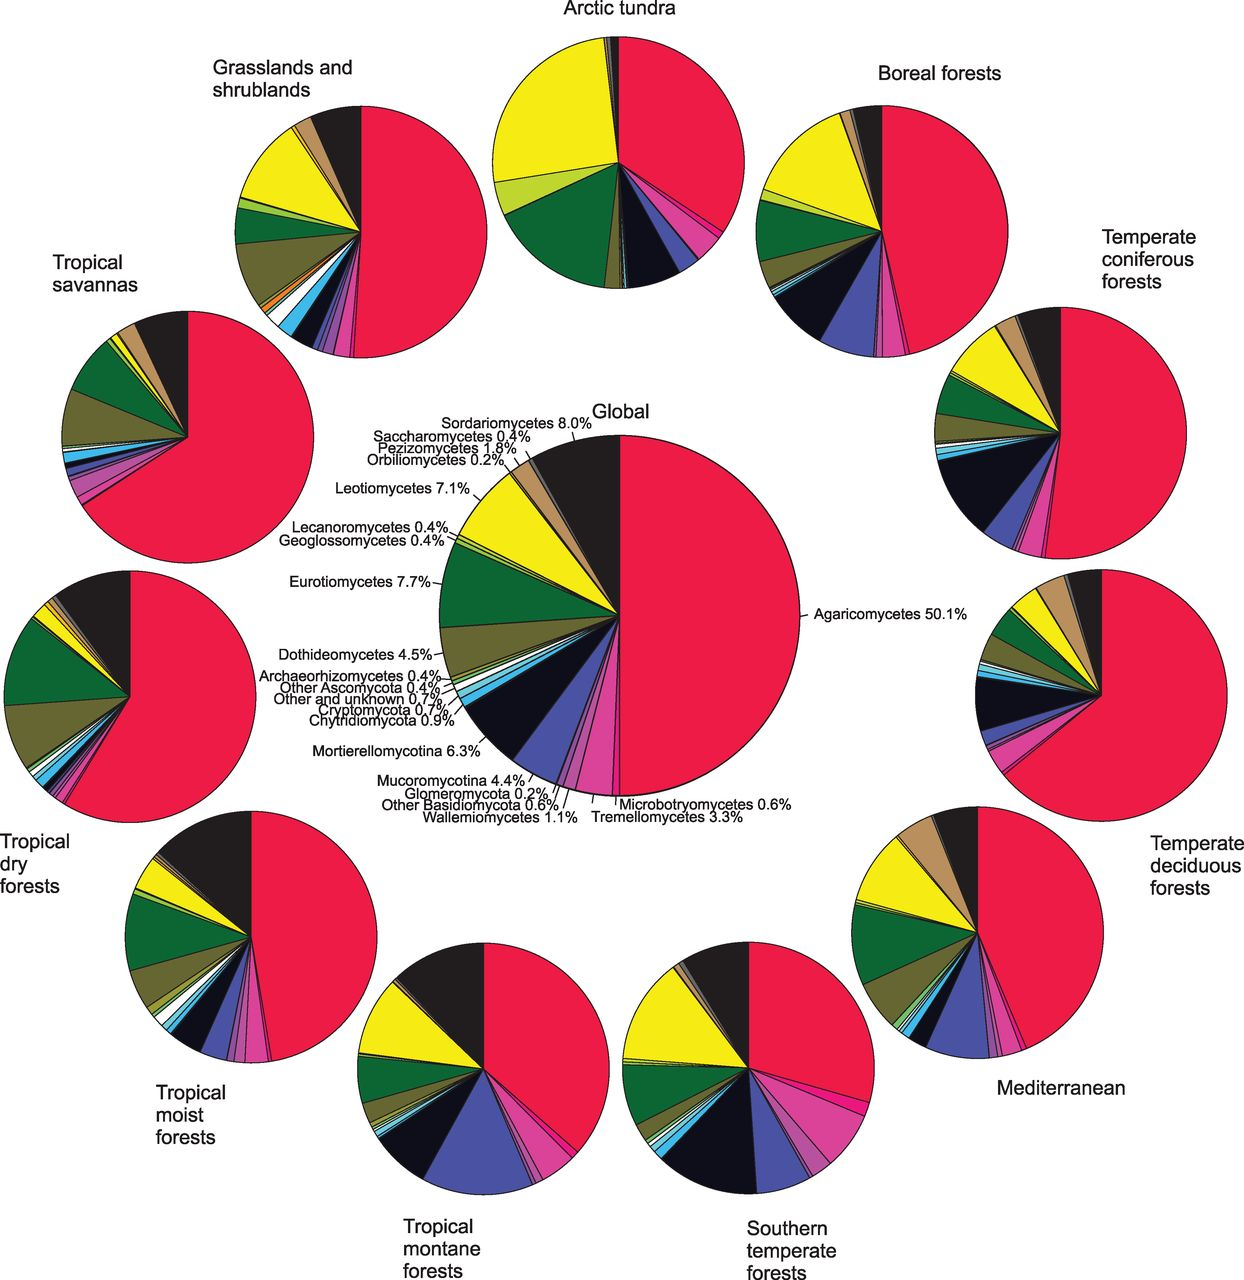 Arctic tundra
Grasslands and
shrublands
Boreal forests
Tropical
savannas
Temperate
coniferous
forests
Global
Sordariomycetes 8.0%
Saccharomycetes 0.4%
Pezizomycetes 1.8%
Orbiliomycetes 0.2%
Leotiomycetes 7.1%
Lecanoromycetes 0.4%
Geoglossomycetes 0.4%
Eurotiomycetes 7.7%
Agaricomycetes 50.1%
Dothideomycetes 4.5%
Archaeorhizomycetes 0.4%
Other Ascomycota 0.4%
Other and unknown 0.7%
Cryptomycota 0.7%
Chytridiomycota 0.9%
Mortierellomycotina 6.3%
Mucoromycotina 4.4%
Glomeromycota 0.2%
Other Basidiomycota 0.6%
Wallemiomycetes 1.1%
Microbotryomycetes 0.6%
Tremellomycetes 3.3%
Tropical
dry
forests
Temperate
deciduous
forests
Tropical
moist
forests
Mediterranean
Tropical
montane
forests
Southern
temperate
forests